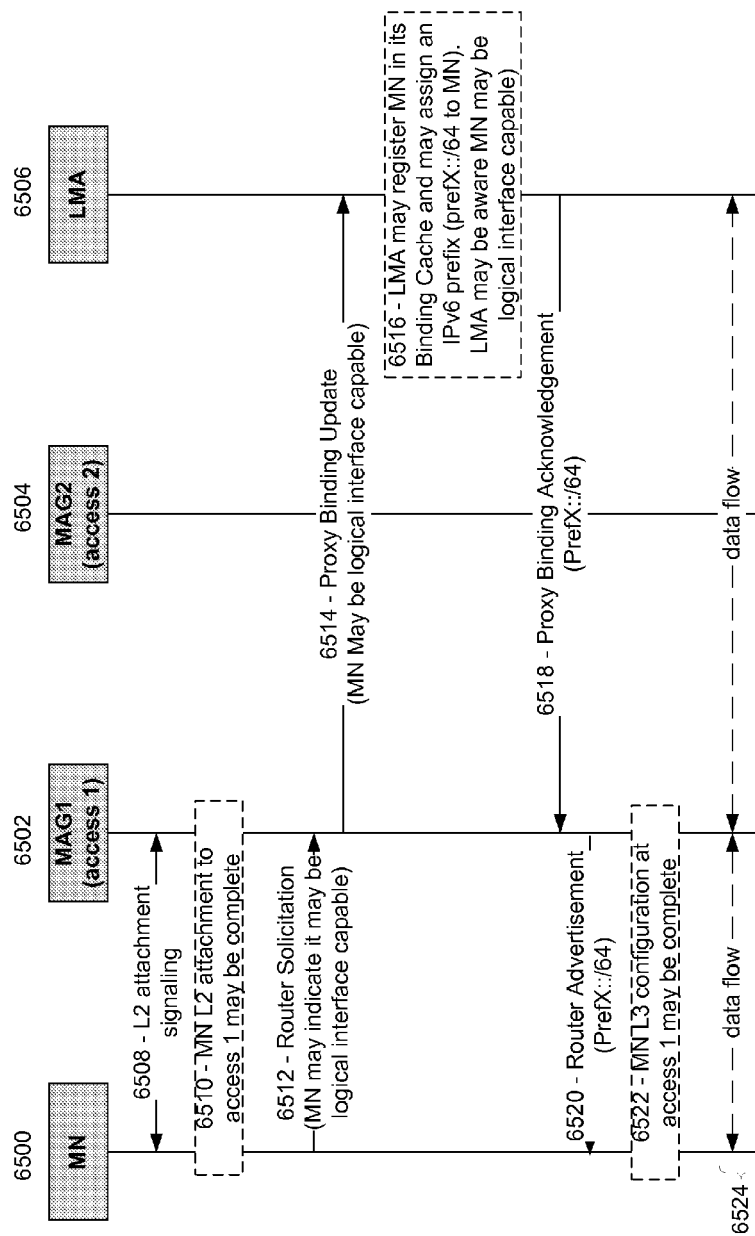 6500
MN
6502
MAG1
(access 1)
6504
MAG2
(access 2)
6506
LMA
6508 - L2 attachment
signaling
6510 - MN L2 attachment to
access 1 may be complete
6512 - Router Solicitation
(MN may indicate it may be
logical interface capable)
6514 - Proxy Binding Update
(MN May be logical interface capable)
6516 - LMA may register MN in its
Binding Cache and may assign an
IPv6 prefix (prefX::/64 to MN).
LMA may be aware MN may be
logical interface capable)
6518 - Proxy Binding Acknowledgement
(PrefX::/64)
6520 - Router Advertisement
(PrefX::/64)
6522 - MN L3 configuration at
access 1 may be complete
6524
data flow
data flow